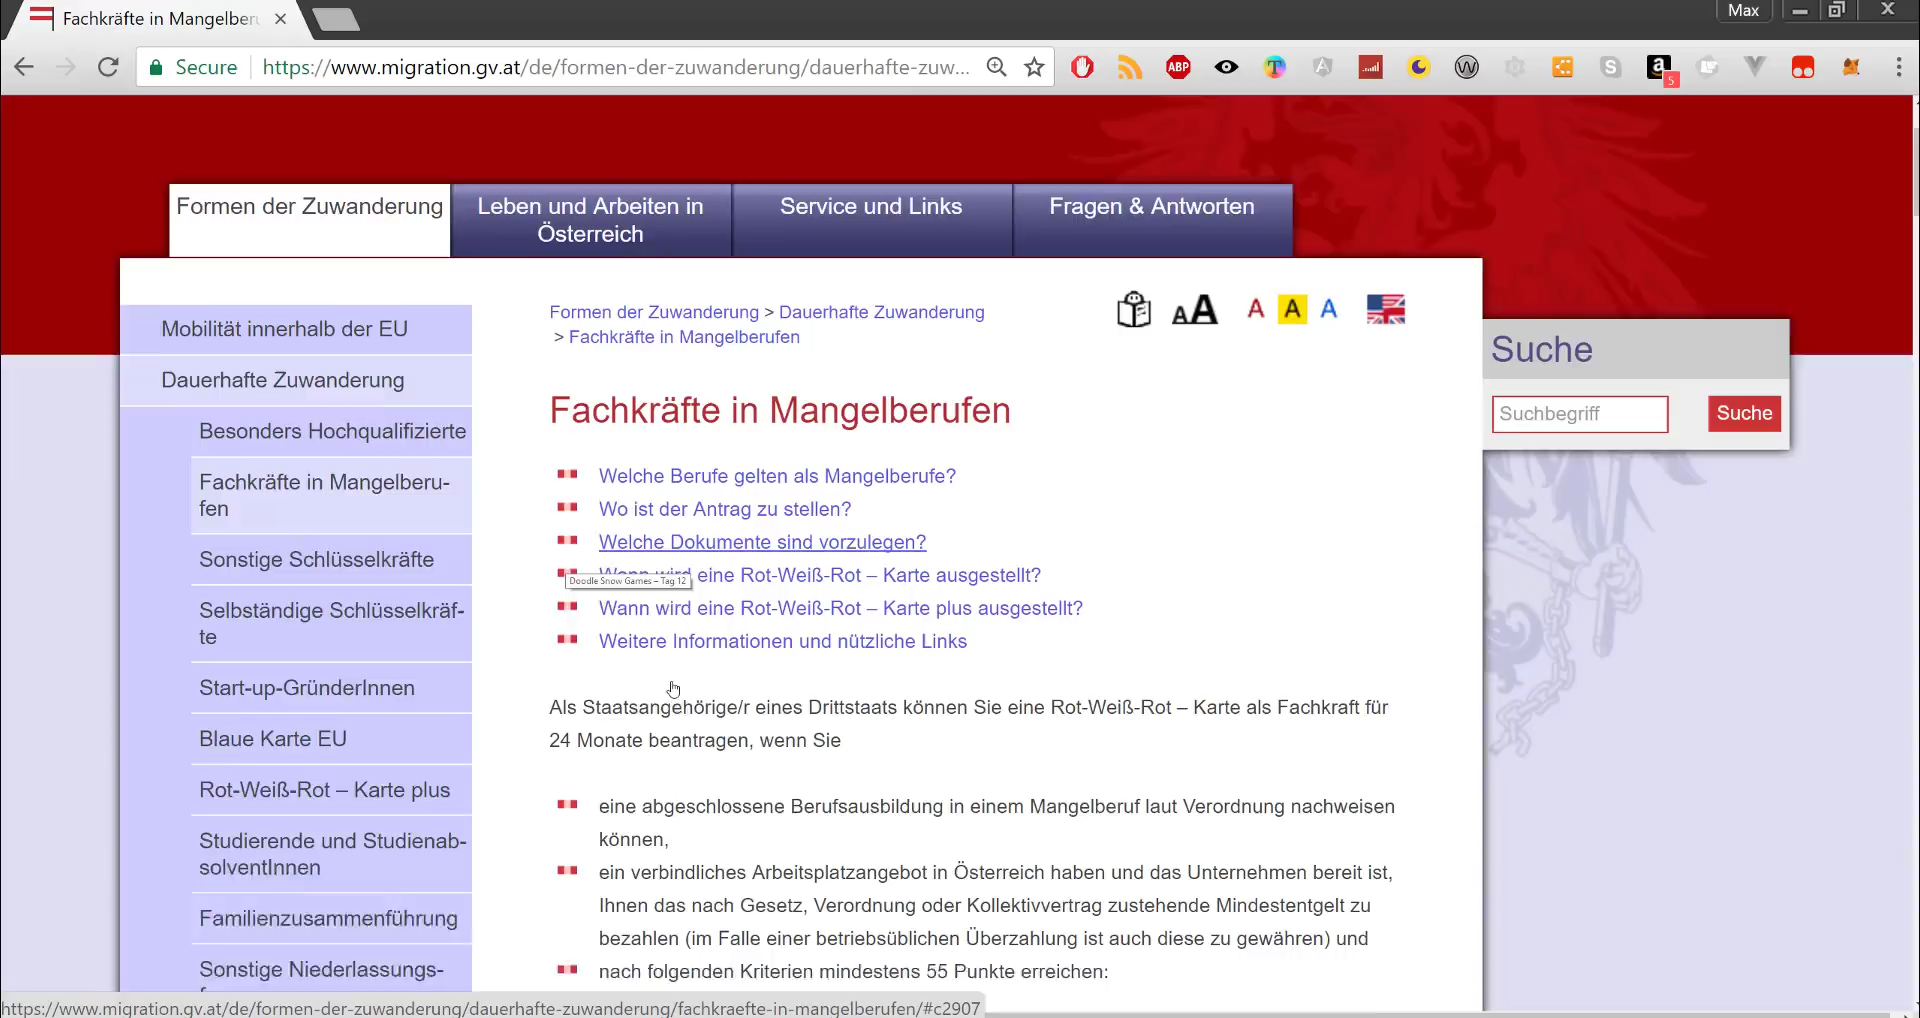 Fachkräfte in Mangelber
Max
Secure https://www.migration.gv.at/de/formen-der-zuwanderung/dauerhafte-zuw...
ABP
S
Formen der Zuwanderung
Leben und Arbeiten in
Österreich
Service und Links
Fragen & Antworten
Mobilität innerhalb der EU
Dauerhafte Zuwanderung
Besonders Hochqualifizierte
Fachkräfte in Mangelberu-
fen
Sonstige Schlüsselkräfte
Selbständige Schlüsselkräf-
te
Start-up-GründerInnen
Blaue Karte EU
Rot-Weiß-Rot – Karte plus
Studierende und Studienab-
solventInnen
Familienzusammenführung
Sonstige Niederlassungs-
Formen der Zuwanderung > Dauerhafte Zuwanderung
> Fachkräfte in Mangelberufen
AA A A A
Fachkräfte in Mangelberufen
Welche Berufe gelten als Mangelberufe?
Wo ist der Antrag zu stellen?
Welche Dokumente sind vorzulegen?
Wann wird eine Rot-Weiß-Rot – Karte ausgestellt?
Doodle Snow Games – Tag 12
Wann wird eine Rot-Weiß-Rot – Karte plus ausgestellt?
Weitere Informationen und nützliche Links
Als Staatsangehörige/r eines Drittstaats können Sie eine Rot-Weiß-Rot – Karte als Fachkraft für
24 Monate beantragen, wenn Sie
eine abgeschlossene Berufsausbildung in einem Mangelberuf laut Verordnung nachweisen
können,
ein verbindliches Arbeitsplatzangebot in Österreich haben und das Unternehmen bereit ist,
Ihnen das nach Gesetz, Verordnung oder Kollektivvertrag zustehende Mindestentgelt zu
bezahlen (im Falle einer betriebsüblichen Überzahlung ist auch diese zu gewähren) und
nach folgenden Kriterien mindestens 55 Punkte erreichen:
Suche
Suchbegriff
Suche
https://www.migration.gv.at/de/formen-der-zuwanderung/dauerhafte-zuwanderung/fachkraefte-in-mangelberufen/#c2907